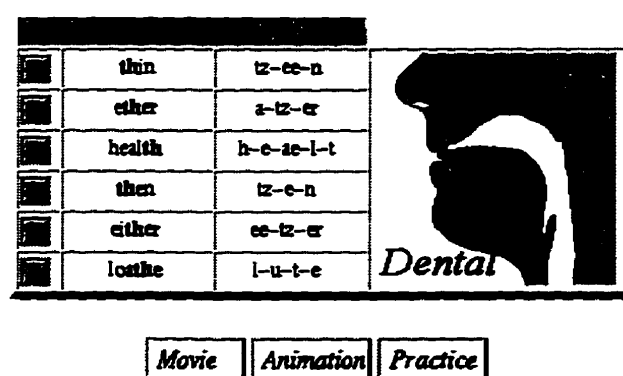 thin tz-ee-n
ether a-tz-er
health h-e-ae-l-t
then tz-e-n
either ee-tz-er
loathe l-u-t-e
Dental
Movie Animation Practice